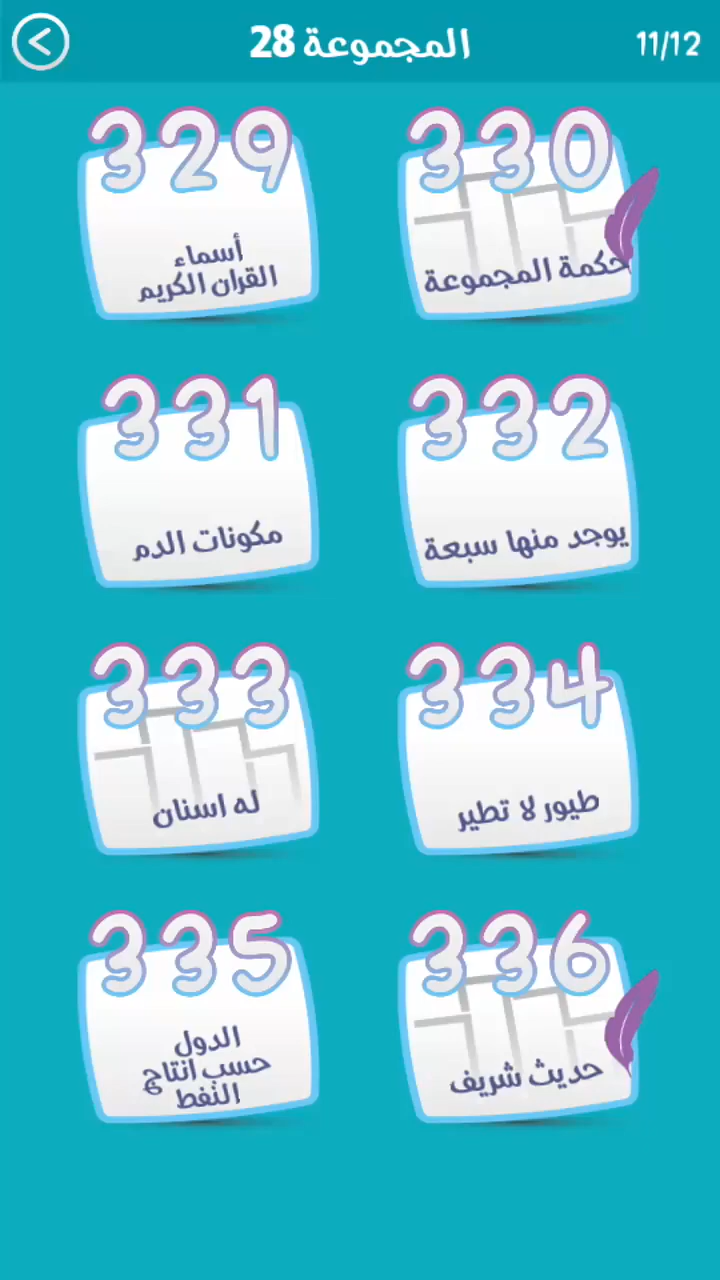 المجموعة 28
11/12
329
أسماء
القران الكريم
330
حكمة المجموعة
331
مكونات الدم
332
يوجد منها سبعة
333
له اسنان
334
طيور لا تطير
335
الدول
حسب انتاج
النفط
336
حديث شريف